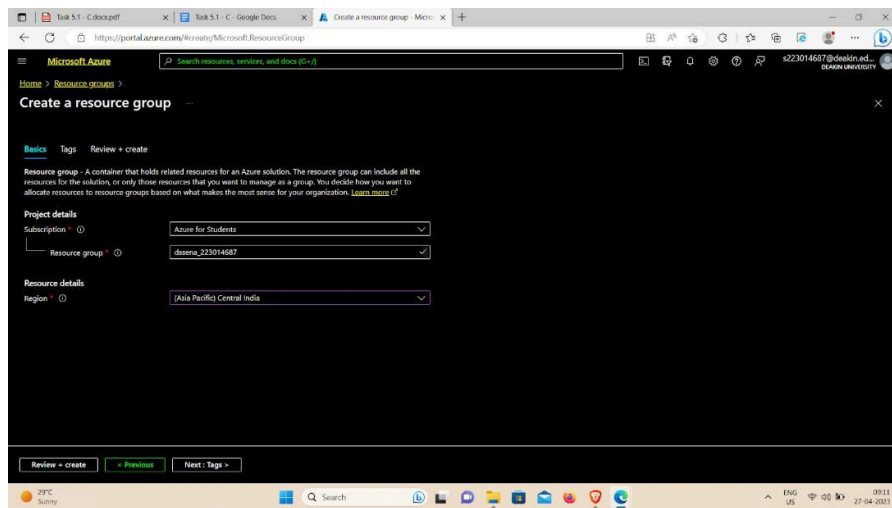 Task 5.1 - C.docx.pdf
Task 5.1 - C - Google Docs
Create a resource group - Micro
https://portal.azure.com/#create/Microsoft.ResourceGroup
Microsoft Azure
Search resources, services, and docs (G+/)
s223014687@deakin.ed...
DEAKIN UNIVERSITY
Home > Resource groups >
Create a resource group ...
Basics Tags Review + create
Resource group - A container that holds related resources for an Azure solution. The resource group can include all the
resources for the solution, or only those resources that you want to manage as a group. You decide how you want to
allocate resources to resource groups based on what makes the most sense for your organization. Learn more
Project details
Subscription * Azure for Students
Resource group * dssena_223014687
Resource details
Region * (Asia Pacific) Central India
Review + create < Previous Next : Tags >
29°C
Sunny
Search
ENG
US
09:11
27-04-2023